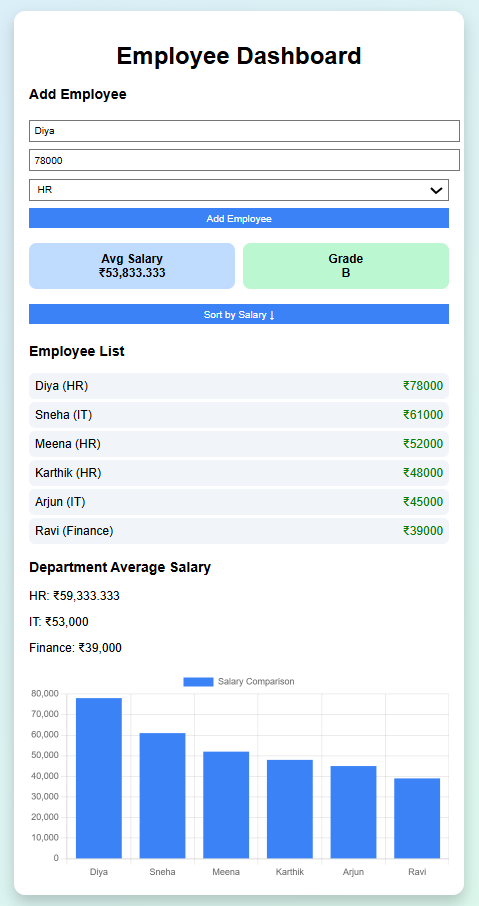 Employee Dashboard
Add Employee
Diya
78000
HR
Add Employee
Avg Salary
₹53,833.333
Grade
B
Sort by Salary ↓
Employee List
Diya (HR) ₹78000
Sneha (IT) ₹61000
Meena (HR) ₹52000
Karthik (HR) ₹48000
Arjun (IT) ₹45000
Ravi (Finance) ₹39000
Department Average Salary
HR: ₹59,333.333
IT: ₹53,000
Finance: ₹39,000
Salary Comparison
80,000
70,000
60,000
50,000
40,000
30,000
20,000
10,000
0
Diya Sneha Meena Karthik Arjun Ravi